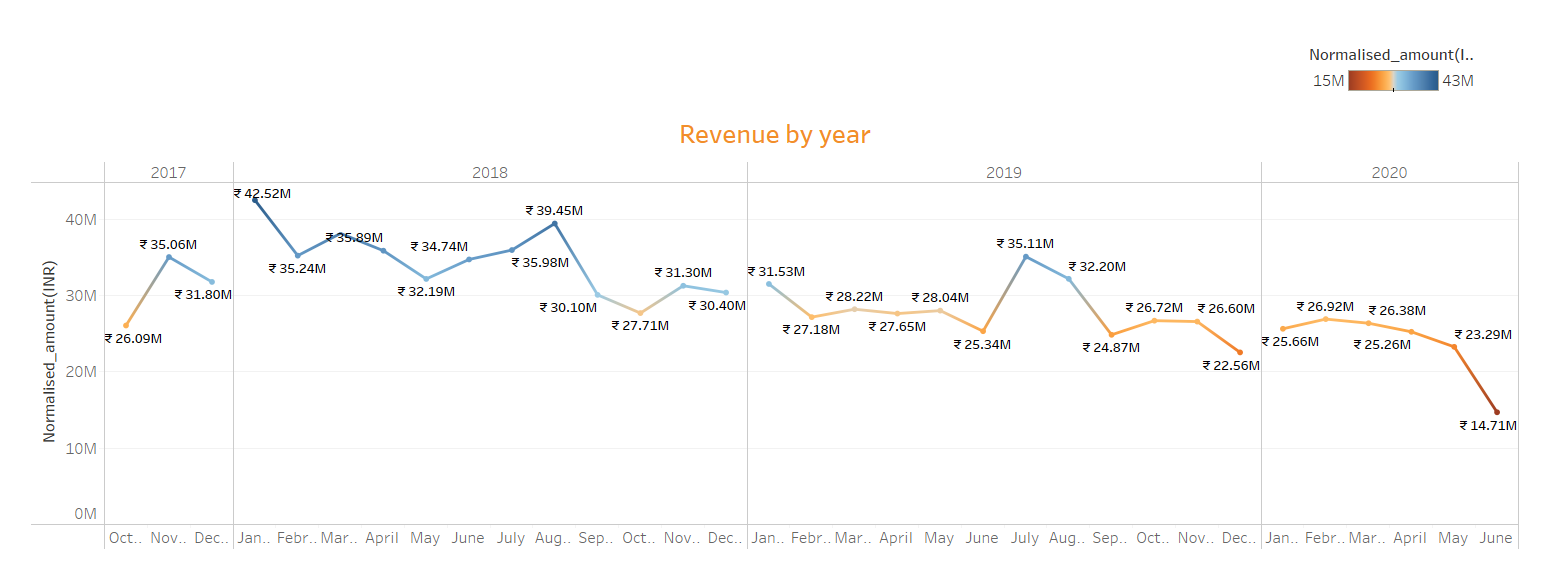 Normalised_amount(I..
15M 43M
Revenue by year
2017 2018 2019 2020
Normalised_amount(INR)
40M
30M
20M
10M
0M
₹ 26.09M
₹ 35.06M
₹ 31.80M
₹ 42.52M
₹ 35.24M
₹ 35.89M
₹ 32.19M
₹ 34.74M
₹ 35.98M
₹ 39.45M
₹ 30.10M
₹ 27.71M
₹ 31.30M
₹ 30.40M
₹ 31.53M
₹ 27.18M
₹ 28.22M
₹ 27.65M
₹ 28.04M
₹ 25.34M
₹ 35.11M
₹ 32.20M
₹ 24.87M
₹ 26.72M
₹ 26.60M
₹ 22.56M
₹ 25.66M
₹ 26.92M
₹ 26.38M
₹ 25.26M
₹ 23.29M
₹ 14.71M
Oct.. Nov.. Dec.. Jan.. Febr.. Mar.. April May June July Aug.. Sep.. Oct.. Nov.. Dec.. Jan.. Febr.. Mar.. April May June July Aug.. Sep.. Oct.. Nov.. Dec.. Jan.. Febr.. Mar.. April May June